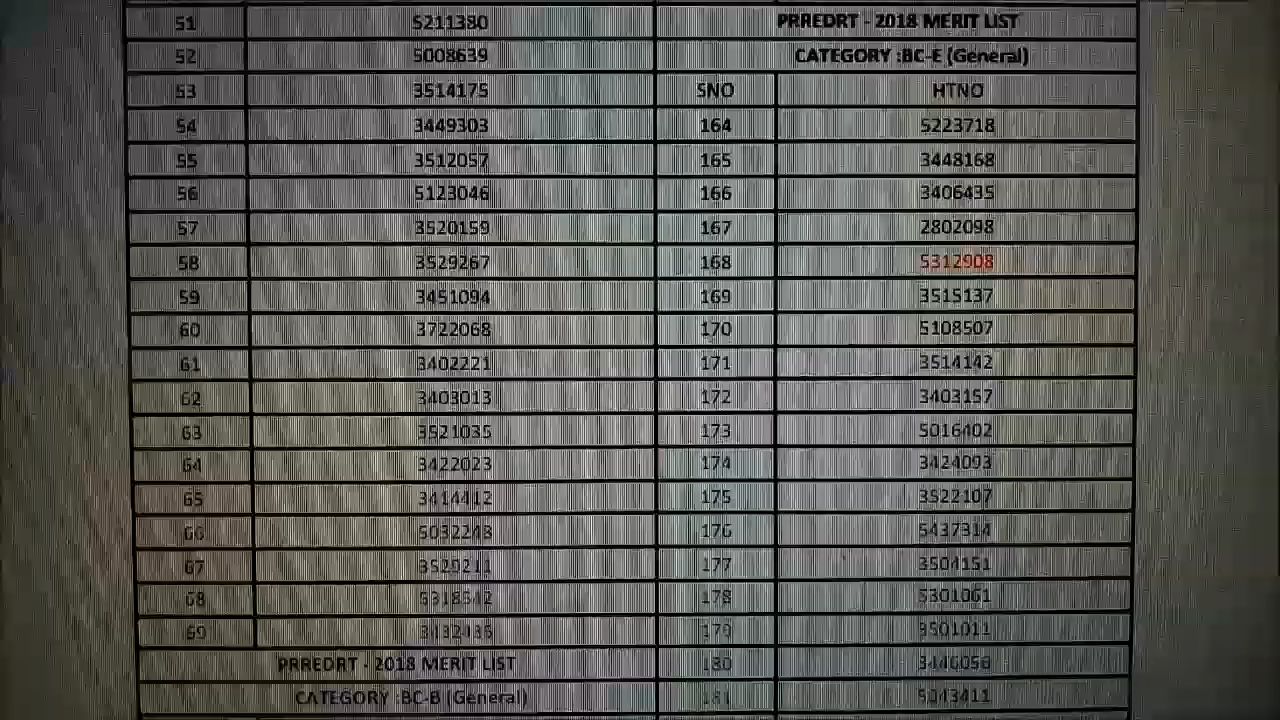 51 5211380 PRREDRT - 2018 MERIT LIST
52 5008639 CATEGORY :BC-E (General)
53 3514175 SNO HTNO
54 3449303 164 5223718
55 3512057 165 3448168
56 5123046 166 3406435
57 3520159 167 2802098
58 3529267 168 5312908
59 3451094 169 3515137
60 3722068 170 5108507
61 3402221 171 3514142
62 3403013 172 3403157
63 3521035 173 5016402
64 3422023 174 3424093
65 3414412 175 3522107
66 5032248 176 5437314
67 177 3504151
68 5318542 178 5301061
69 3432435 179 3501011
PRREDRT - 2018 MERIT LIST 180 3446056
CATEGORY :BC-B (General) 181 5043411